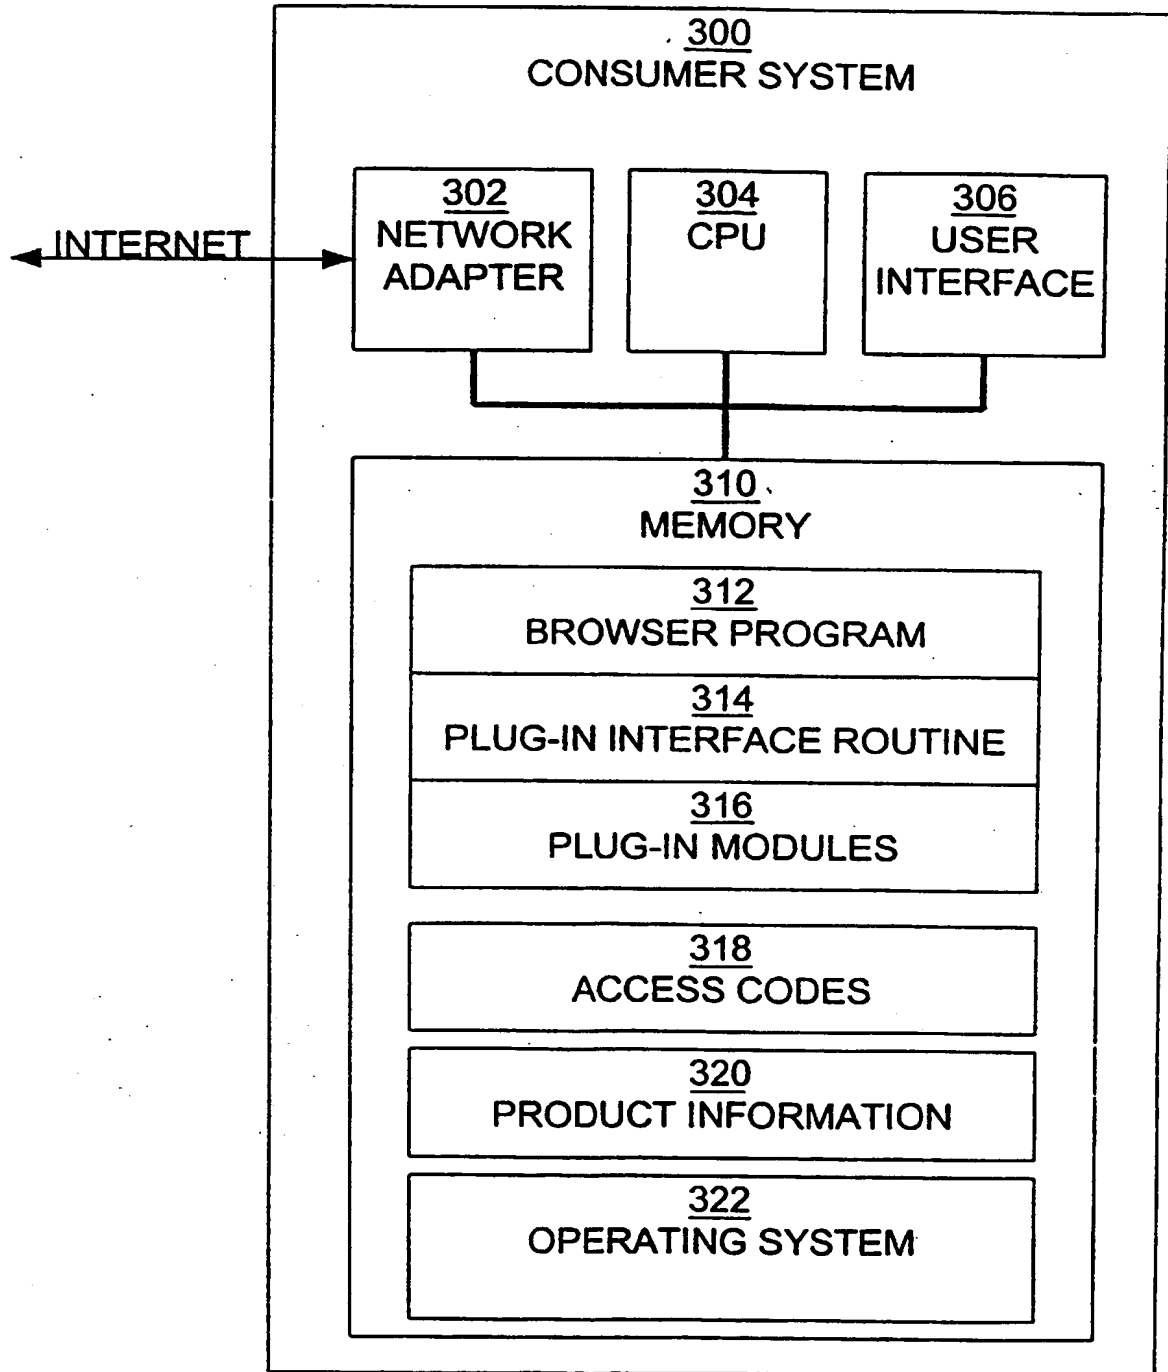 300
CONSUMER SYSTEM
302
NETWORK
ADAPTER
304
CPU
306
USER
INTERFACE
INTERNET
310
MEMORY
312
BROWSER PROGRAM
314
PLUG-IN INTERFACE ROUTINE
316
PLUG-IN MODULES
318
ACCESS CODES
320
PRODUCT INFORMATION
322
OPERATING SYSTEM